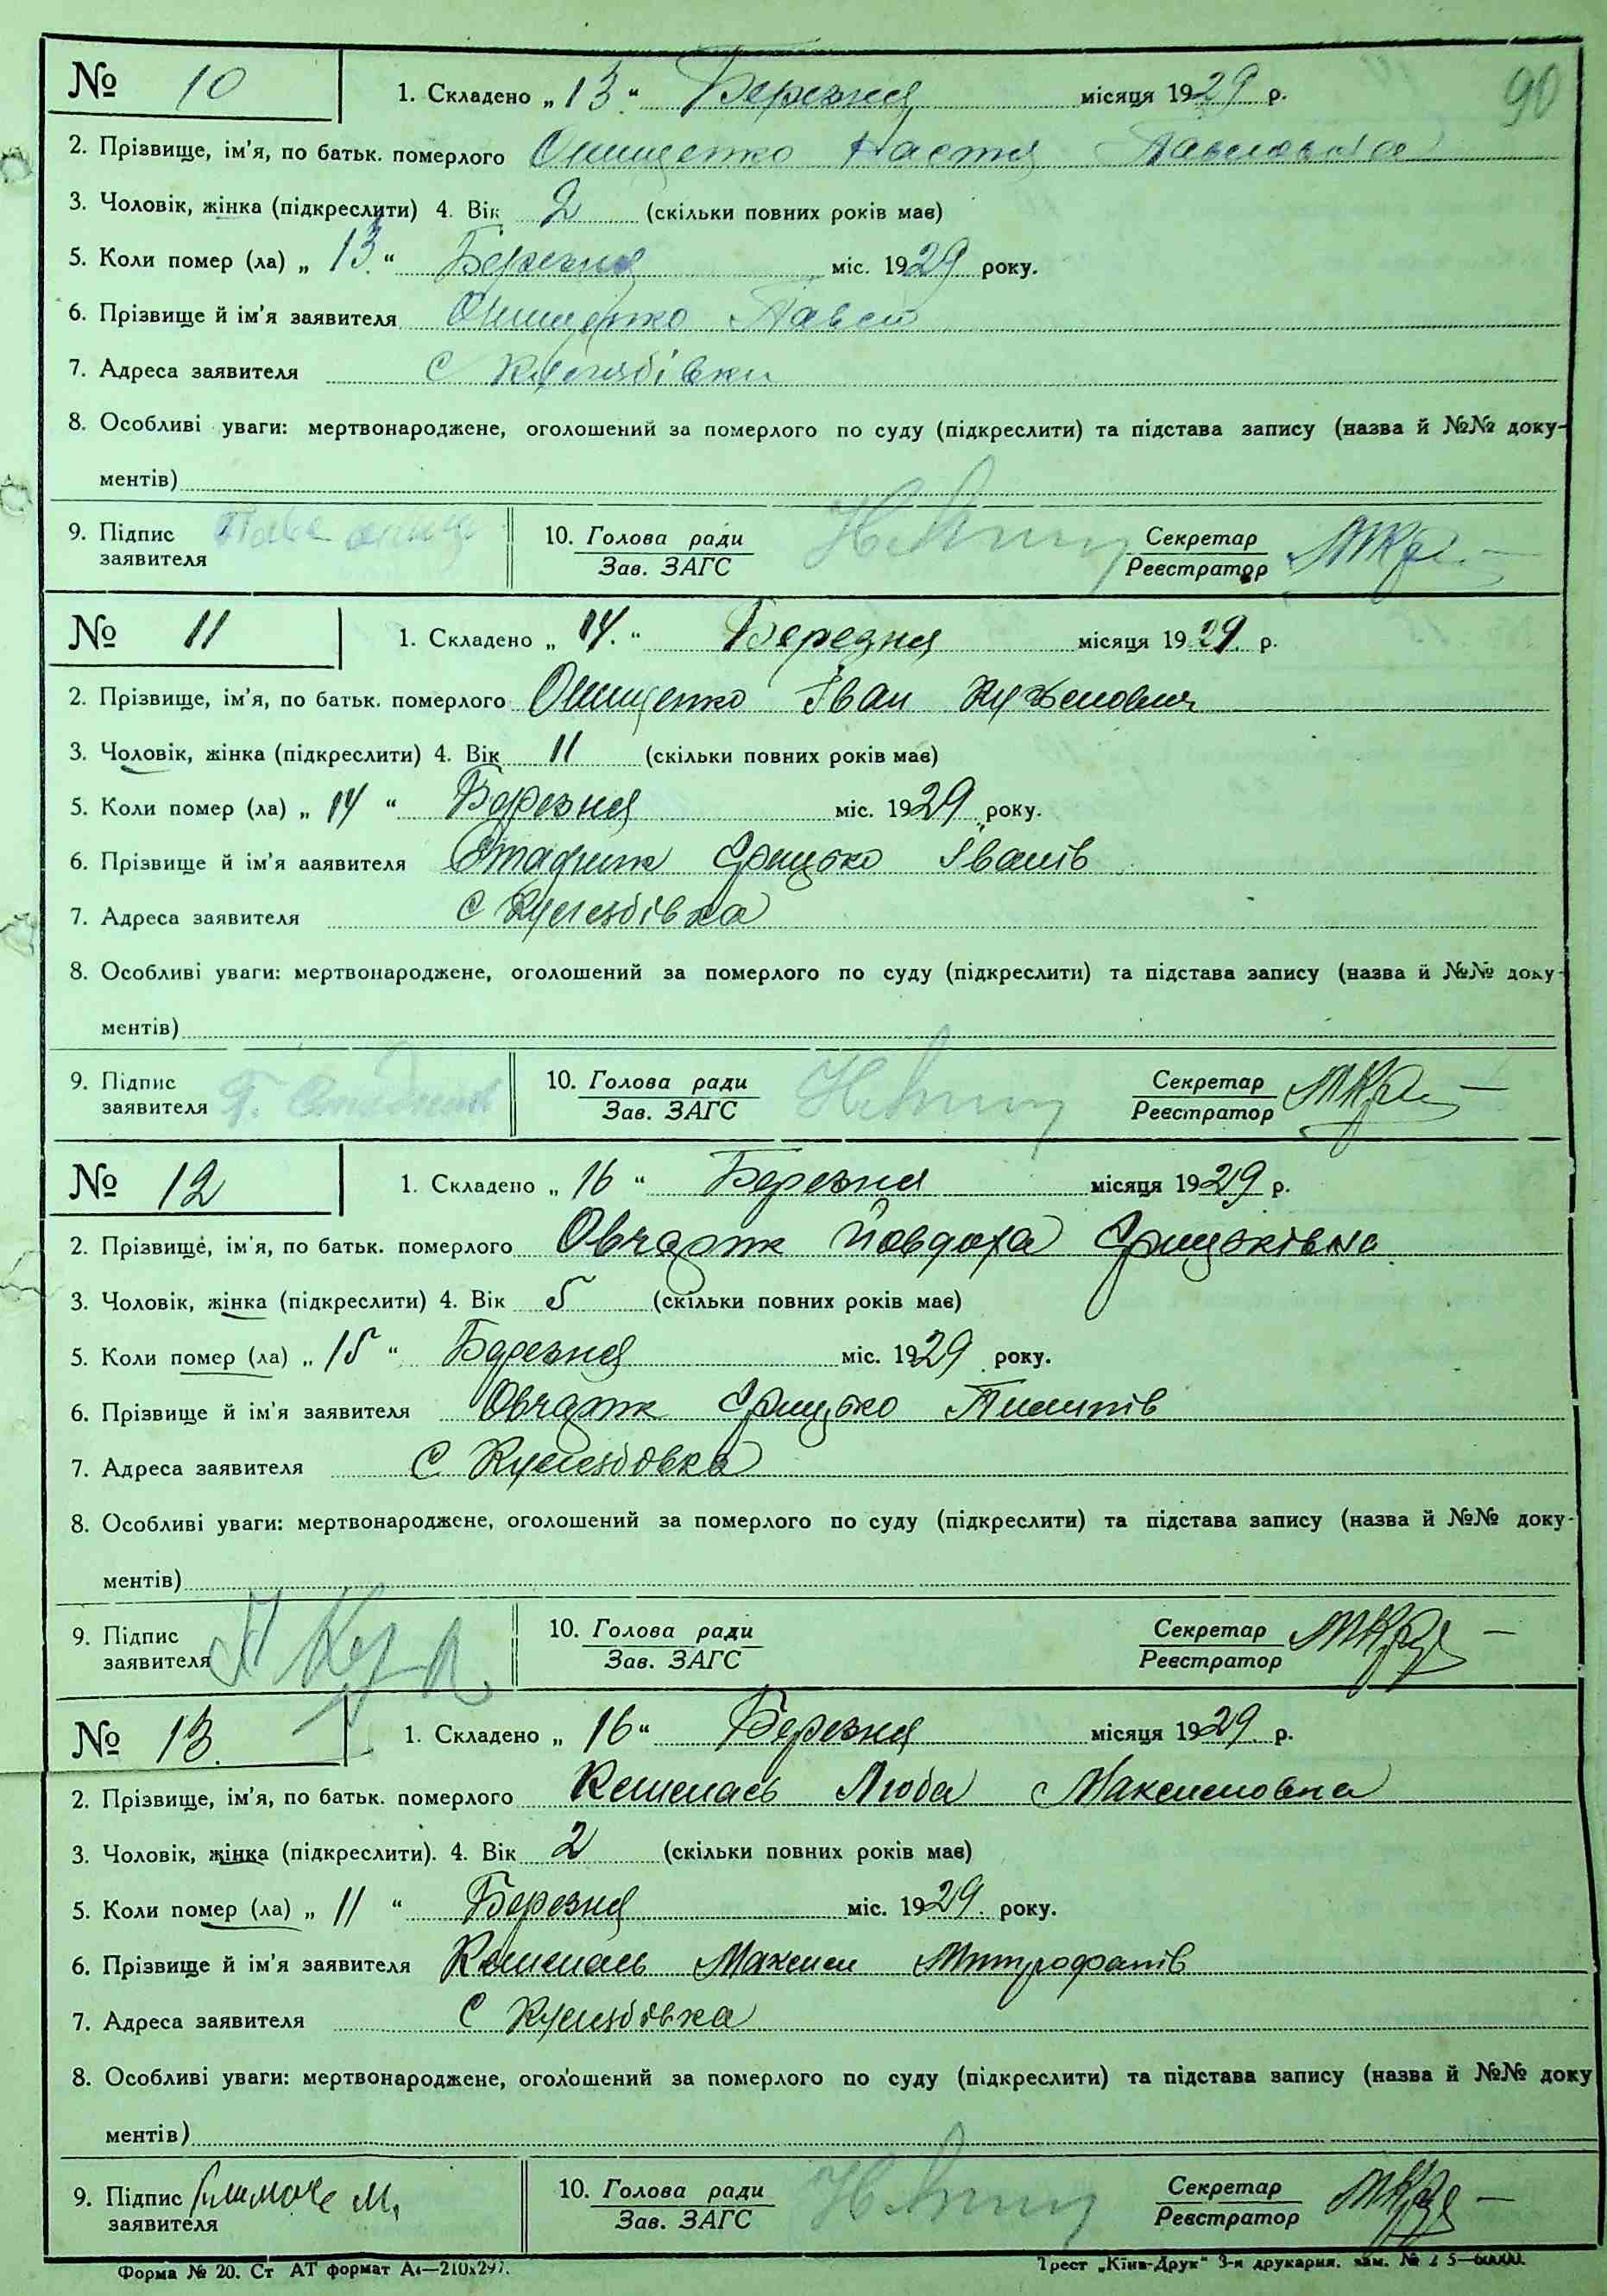 90
№ 10 1. Складено „ 13 “ Березня місяця 1929 р.
2. Прізвище, ім'я, по батьк. померлого Онищенко Настя Павловна
3. Чоловік, жінка (підкреслити) 4. Вік 2 (скільки повних років має)
5. Коли помер (ла) „ 13 “ Березня міс. 1929 року.
6. Прізвище й ім'я заявителя Онищенко Павел
7. Адреса заявителя с
8. Особливі уваги: мертвонароджене, оголошений за померлого по суду (підкреслити) та підстава запису (назва й №№ доку-
ментів)
9. Підпис заявителя 10. Голова ради Зав. ЗАГС Секретар Реєстратор
№ 11 1. Складено „ 14. “ Березня місяця 1929. р.
2. Прізвище, ім'я, по батьк. померлого Онищенко Іван
3. Чоловік, жінка (підкреслити) 4. Вік 11 (скільки повних років має)
5. Коли помер (ла) „ 14 “ Березня міс. 1929 року.
6. Прізвище й ім'я заявителя Грицько Іванів
7. Адреса заявителя с
8. Особливі уваги: мертвонароджене, оголошений за померлого по суду (підкреслити) та підстава запису (назва й №№ доку-
ментів)
9. Підпис заявителя 10. Голова ради Зав. ЗАГС Секретар Реєстратор
№ 12 1. Складено „ 16 “ Березня місяця 1929 р.
2. Прізвище, ім'я, по батьк. померлого Овчарик Йовдоха Грицьківна
3. Чоловік, жінка (підкреслити) 4. Вік 5 (скільки повних років має)
5. Коли помер (ла) „ 15 “ Березня міс. 1929 року.
6. Прізвище й ім'я заявителя Овчарик Грицько Пилипів
7. Адреса заявителя С
8. Особливі уваги: мертвонароджене, оголошений за померлого по суду (підкреслити) та підстава запису (назва й №№ доку-
ментів)
9. Підпис заявителя 10. Голова ради Зав. ЗАГС Секретар Реєстратор
№ 13. 1. Складено „ 16 “ Березня місяця 1929 р.
2. Прізвище, ім'я, по батьк. померлого Люба Максимовна
3. Чоловік, жінка (підкреслити). 4. Вік 2 (скільки повних років має)
5. Коли помер (ла) „ 11 “ Березня міс. 1929. року.
6. Прізвище й ім'я заявителя Максим Митрофанів
7. Адреса заявителя С
8. Особливі уваги: мертвонароджене, оголошений за померлого по суду (підкреслити) та підстава запису (назва й №№ доку
ментів)
9. Підпис заявителя 10. Голова ради Зав. ЗАГС Секретар Реєстратор
Форма № 20. Ст АТ формат А4—210x297. Трест „Київ-Друк“ 3-я друкарня.